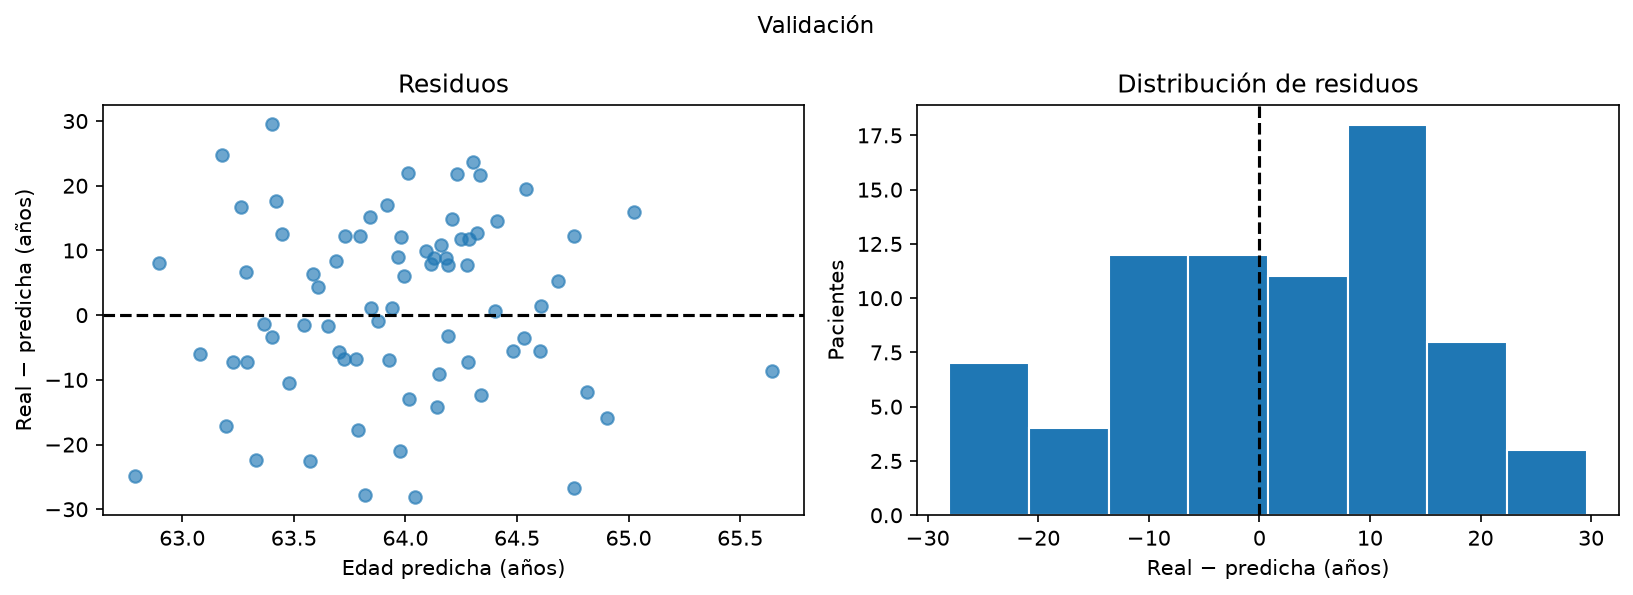 Validación
Residuos
Real − predicha (años)
30
20
10
0
−10
−20
−30
63.0 63.5 64.0 64.5 65.0 65.5
Edad predicha (años)
Distribución de residuos
Pacientes
17.5
15.0
12.5
10.0
7.5
5.0
2.5
0.0
−30 −20 −10 0 10 20 30
Real − predicha (años)